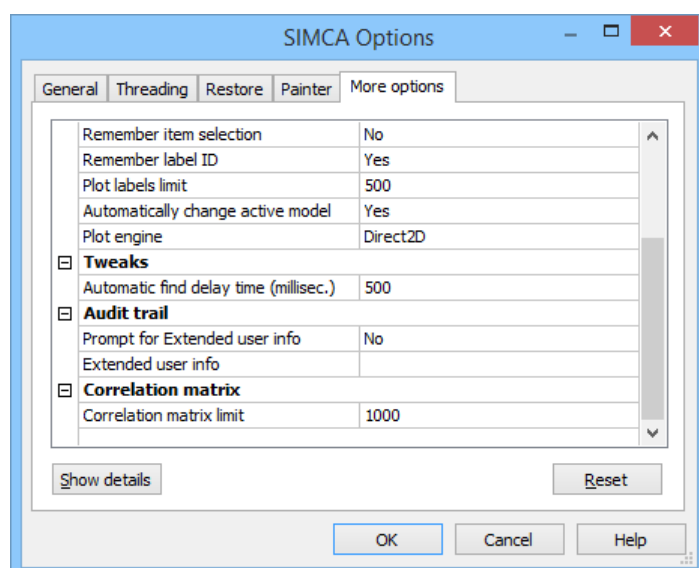 SIMCA Options
General Threading Restore Painter More options
Remember item selection No
Remember label ID Yes
Plot labels limit 500
Automatically change active model Yes
Plot engine Direct2D
Tweaks
Automatic find delay time (millisec.) 500
Audit trail
Prompt for Extended user info No
Extended user info
Correlation matrix
Correlation matrix limit 1000
Show details Reset
OK Cancel Help